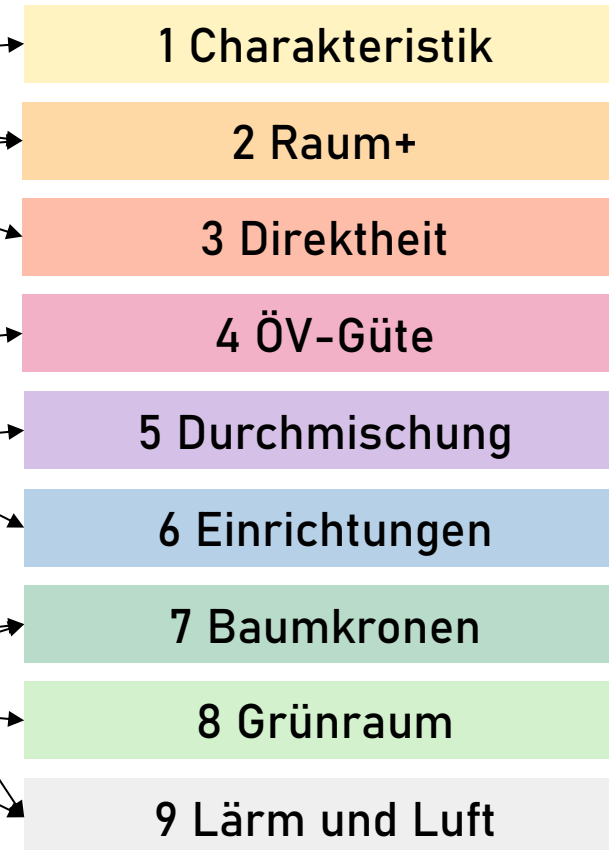 1 Charakteristik
2 Raum+
3 Direktheit
4 ÖV-Güte
5 Durchmischung
6 Einrichtungen
7 Baumkronen
8 Grünraum
9 Lärm und Luft